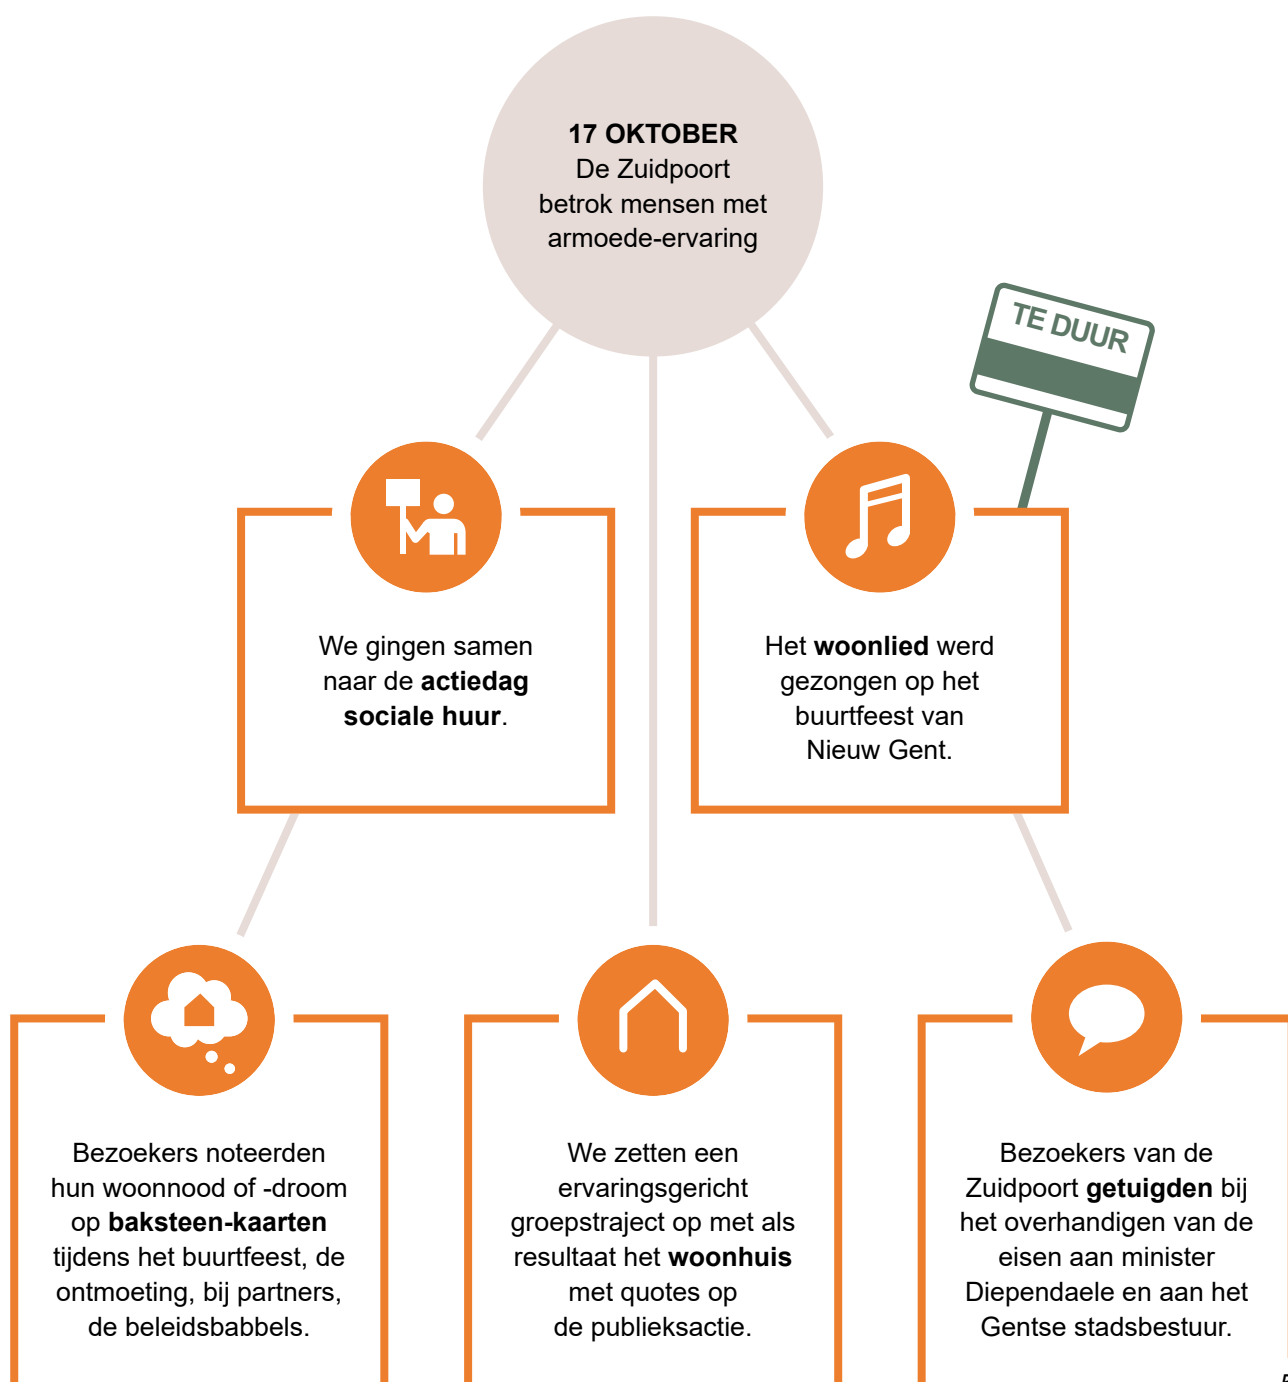 17 OKTOBER
De Zuidpoort
betrok mensen met
armoede-ervaring
TE DUUR
We gingen samen
naar de actiedag
sociale huur.
Het woonlied werd
gezongen op het
buurtfeest van
Nieuw Gent.
Bezoekers noteerden
hun woonnood of -droom
op baksteen-kaarten
tijdens het buurtfeest, de
ontmoeting, bij partners,
de beleidsbabbels.
We zetten een
ervaringsgericht
groepstraject op met als
resultaat het woonhuis
met quotes op
de publieksactie.
Bezoekers van de
Zuidpoort getuigden bij
het overhandigen van de
eisen aan minister
Diependaele en aan het
Gentse stadsbestuur.